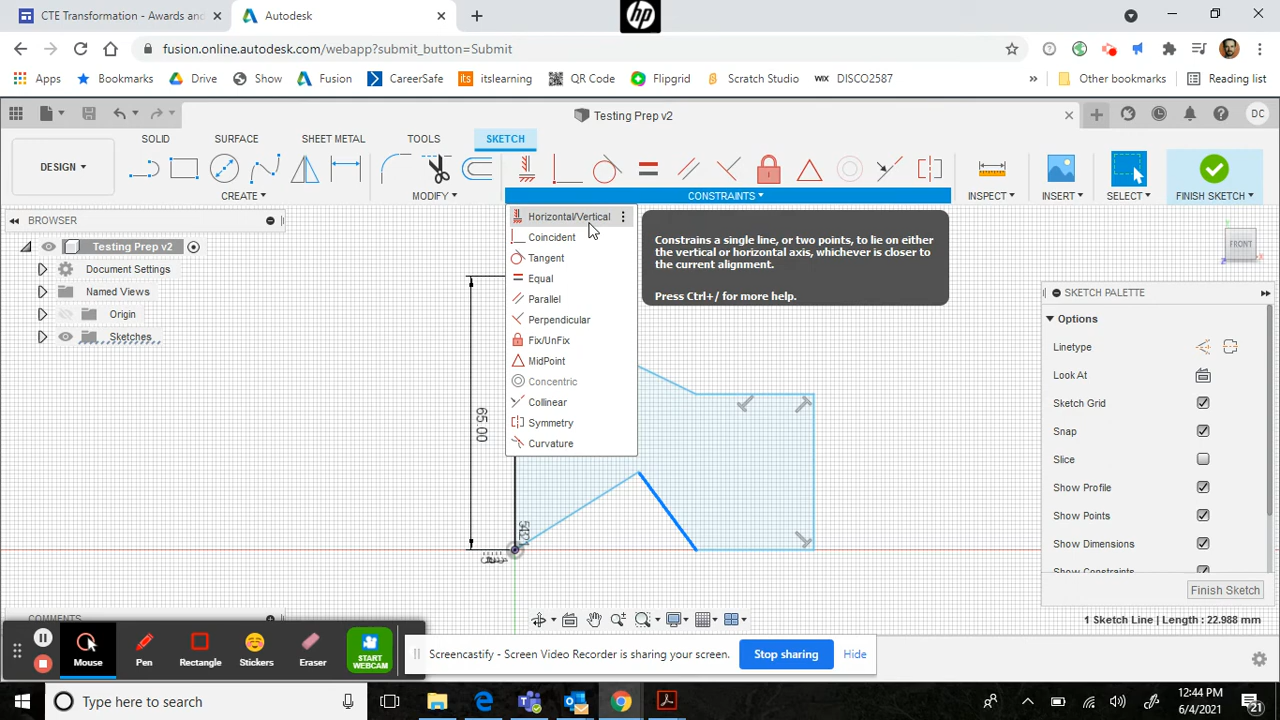 CTE Transformation - Awards and
Autodesk
hp
fusion.online.autodesk.com/webapp?submit_button=Submit
Apps
Bookmarks
Drive
Show
Fusion
CareerSafe
its
itslearning
QR Code
Flipgrid
Scratch Studio
WIX
DISCO2587
Other bookmarks
Reading list
Testing Prep v2
DC
SOLID
SURFACE
SHEET METAL
TOOLS
SKETCH
DESIGN
CREATE
MODIFY
CONSTRAINTS
INSPECT
INSERT
SELECT
FINISH SKETCH
BROWSER
Testing Prep v2
Document Settings
Named Views
Origin
Sketches
Horizontal/Vertical
Coincident
Tangent
Equal
Parallel
Perpendicular
Fix/UnFix
MidPoint
Concentric
Collinear
Symmetry
Curvature
Constrains a single line, or two points, to lie on either
the vertical or horizontal axis, whichever is closer to
the current alignment.
Press Ctrl+/ for more help.
FRONT
65.00
SKETCH PALETTE
Options
Linetype
Look At
Sketch Grid
Snap
Slice
Show Profile
Show Points
Show Dimensions
Show Constraints
Finish Sketch
COMMENTS
1 Sketch Line | Length : 22.988 mm
Mouse
Pen
Rectangle
Stickers
Eraser
START
WEBCAM
Screencastify - Screen Video Recorder is sharing your screen.
Stop sharing
Hide
Type here to search
12:44 PM
6/4/2021
21